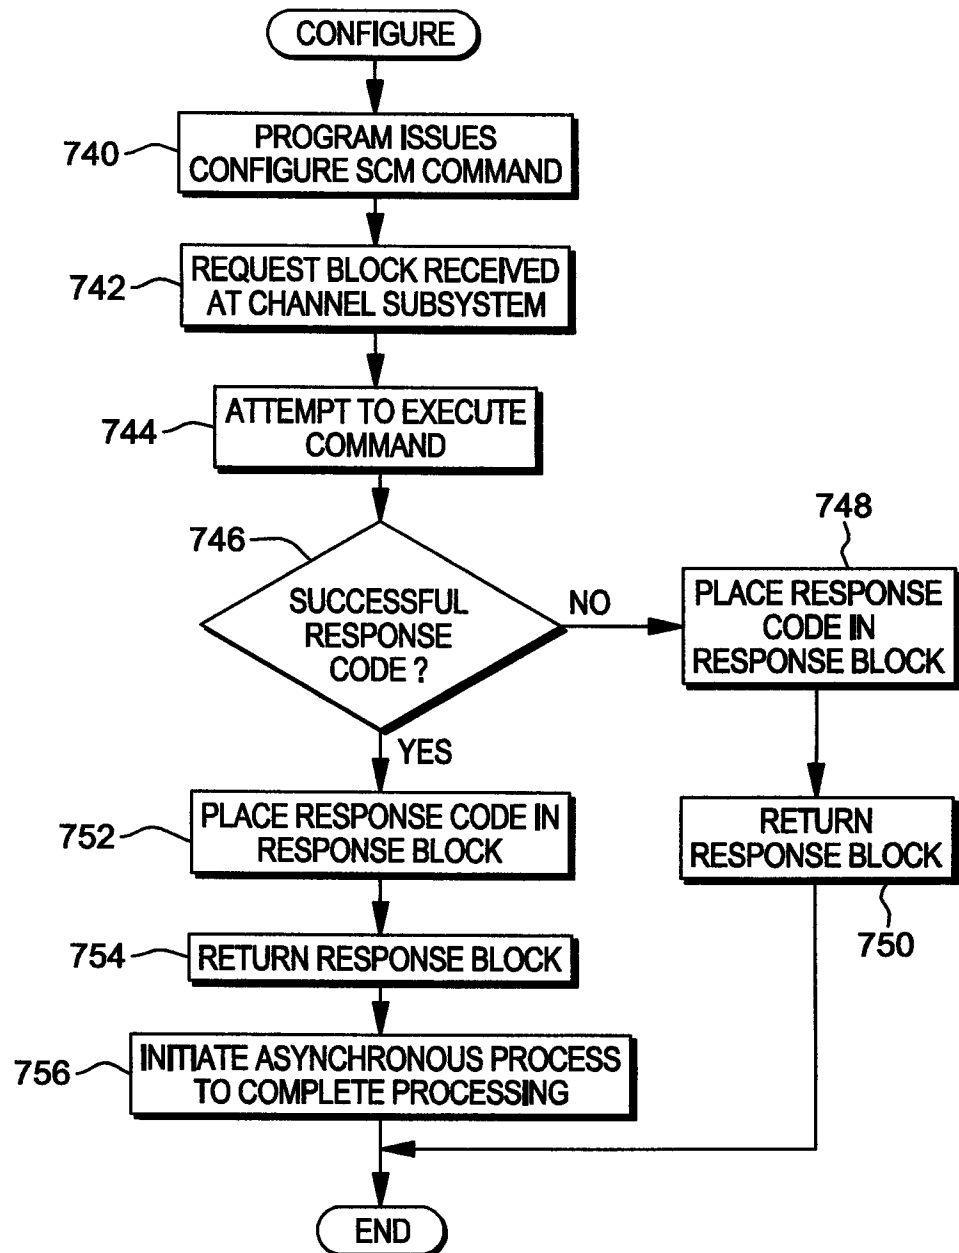 CONFIGURE
740
PROGRAM ISSUES
CONFIGURE SCM COMMAND
742
REQUEST BLOCK RECEIVED
AT CHANNEL SUBSYSTEM
744
ATTEMPT TO EXECUTE
COMMAND
746
SUCCESSFUL
RESPONSE
CODE ?
NO
748
PLACE RESPONSE
CODE IN
RESPONSE BLOCK
YES
752
PLACE RESPONSE CODE IN
RESPONSE BLOCK
RETURN
RESPONSE BLOCK
750
754
RETURN RESPONSE BLOCK
756
INITIATE ASYNCHRONOUS PROCESS
TO COMPLETE PROCESSING
END